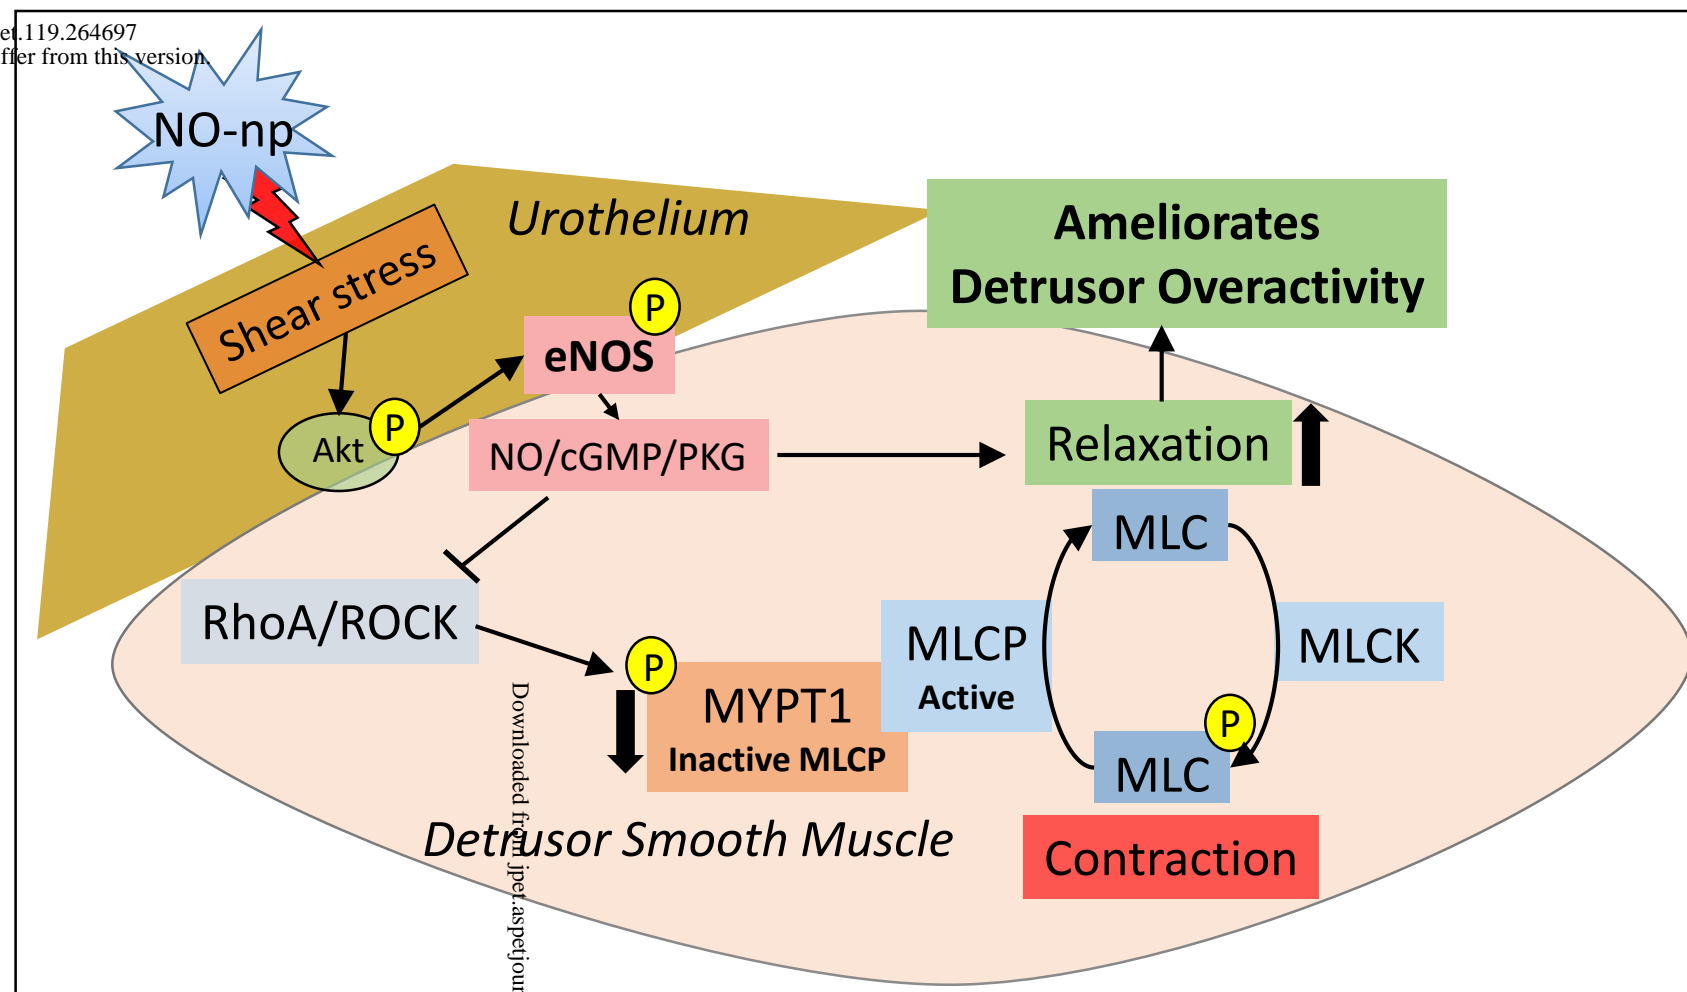 et.119.264697
ffer from this version.
NO-np
Urothelium
Shear stress
Ameliorates
Detrusor Overactivity
P
eNOS
P
Akt
NO/cGMP/PKG
Relaxation
MLC
RhoA/ROCK
P
MYPT1
Inactive MLCP
MLCP
Active
MLCK
P
MLC
Detrusor Smooth Muscle
Contraction
Downloaded from jpet.aspetjour